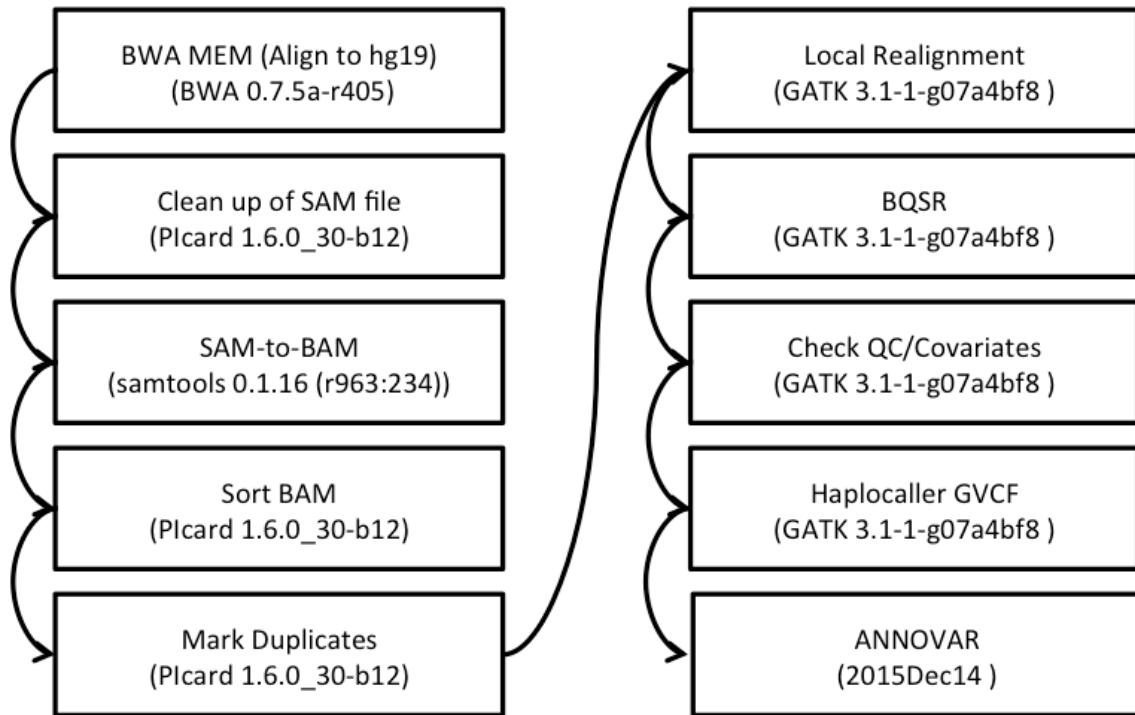 BWA MEM (Align to hg19)
(BWA 0.7.5a-r405)
Clean up of SAM file
(PIcard 1.6.0_30-b12)
SAM-to-BAM
(samtools 0.1.16 (r963:234))
Sort BAM
(PIcard 1.6.0_30-b12)
Mark Duplicates
(PIcard 1.6.0_30-b12)
Local Realignment
(GATK 3.1-1-g07a4bf8 )
BQSR
(GATK 3.1-1-g07a4bf8 )
Check QC/Covariates
(GATK 3.1-1-g07a4bf8 )
Haplocaller GVCF
(GATK 3.1-1-g07a4bf8 )
ANNOVAR
(2015Dec14 )